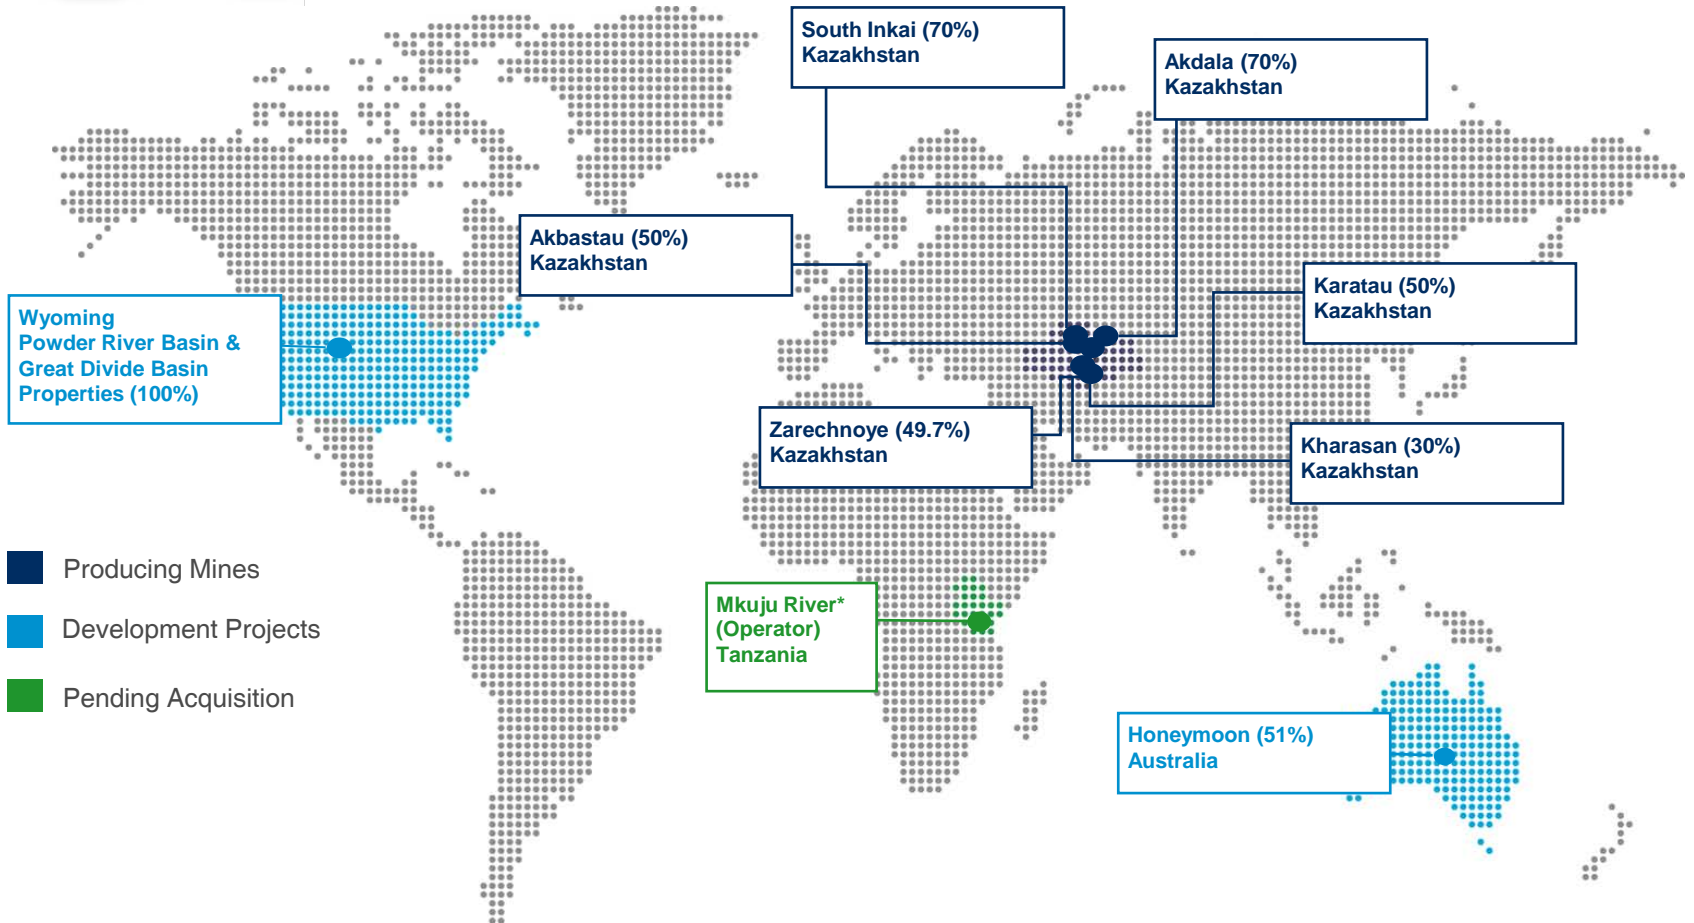 South Inkai (70%)
Kazakhstan
Akdala (70%)
Kazakhstan
Akbastau (50%)
Kazakhstan
Karatau (50%)
Kazakhstan
Wyoming
Powder River Basin &
Great Divide Basin
Properties (100%)
Zarechnoye (49.7%)
Kazakhstan
Kharasan (30%)
Kazakhstan
Producing Mines
Development Projects
Pending Acquisition
Mkuju River*
(Operator)
Tanzania
Honeymoon (51%)
Australia